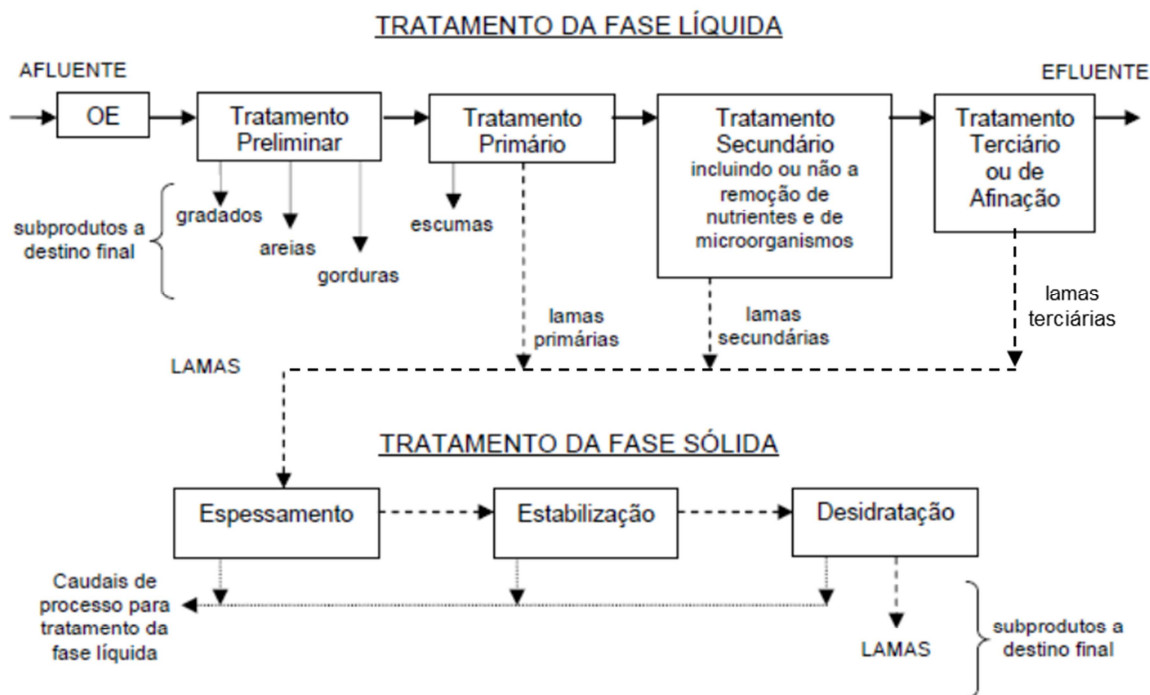 TRATAMENTO DA FASE LÍQUIDA
AFLUENTE
EFLUENTE
OE
Tratamento
Preliminar
Tratamento
Primário
Tratamento
Secundário
incluindo ou não a
remoção de
nutrientes e de
microorganismos
Tratamento
Terciário
ou de
Afinação
subprodutos a
destino final
gradados
areias
gorduras
escumas
lamas
primárias
lamas
secundárias
lamas
terciárias
LAMAS
TRATAMENTO DA FASE SÓLIDA
Espessamento
Estabilização
Desidratação
Caudais de
processo para
tratamento da
fase líquida
LAMAS
subprodutos a
destino final